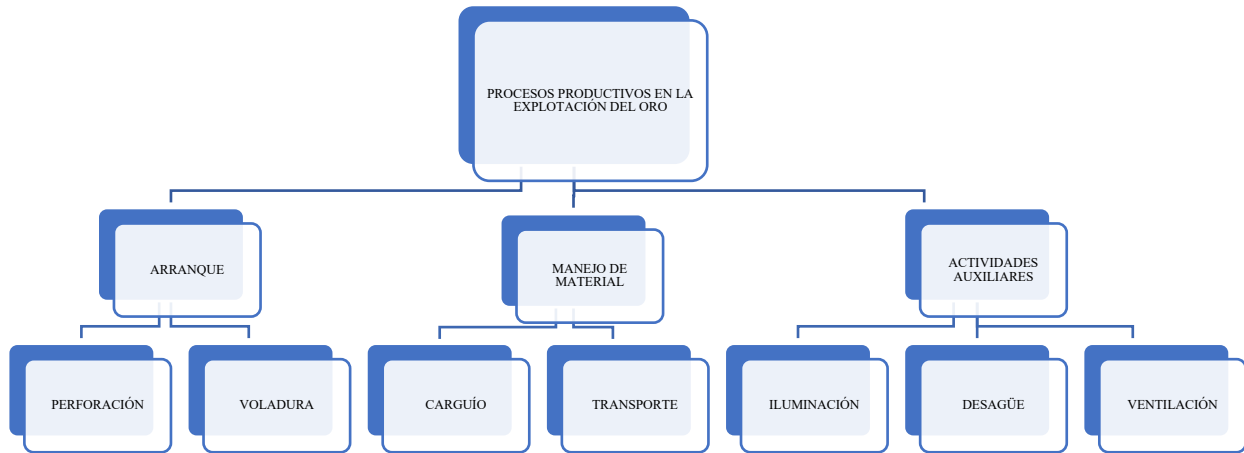 PROCESOS PRODUCTIVOS EN LA
EXPLOTACIÓN DEL ORO
ARRANQUE
MANEJO DE
MATERIAL
ACTIVIDADES
AUXILIARES
PERFORACIÓN
VOLADURA
CARGUÍO
TRANSPORTE
ILUMINACIÓN
DESAGÜE
VENTILACIÓN